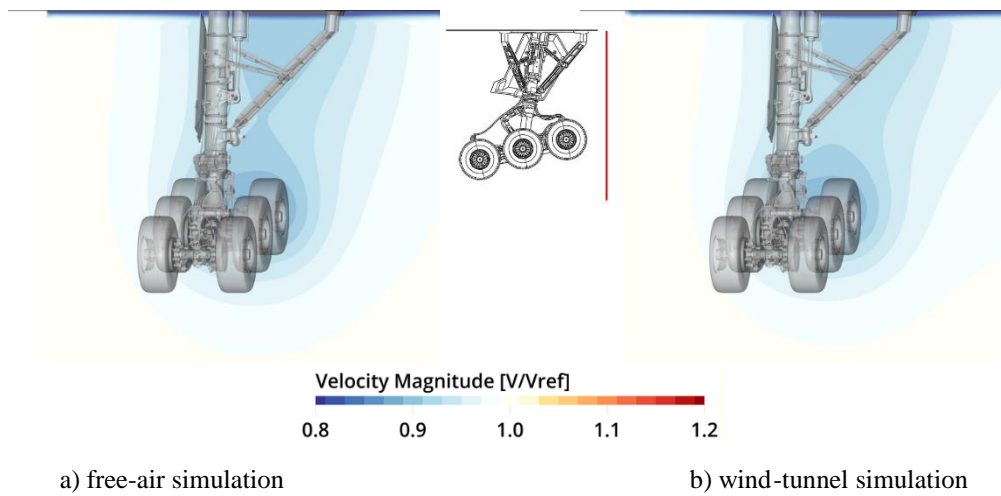 Velocity Magnitude [V/Vref]
0.8 0.9 1.0 1.1 1.2
a) free-air simulation b) wind-tunnel simulation